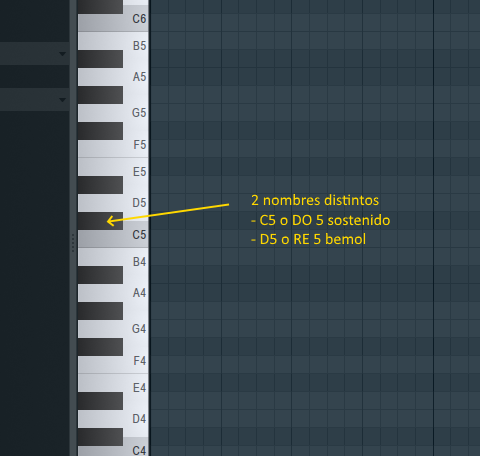 C6
B5
A5
G5
F5
E5
D5
C5
B4
A4
G4
F4
E4
D4
C4
2 nombres distintos
- C5 o DO 5 sostenido
- D5 o RE 5 bemol